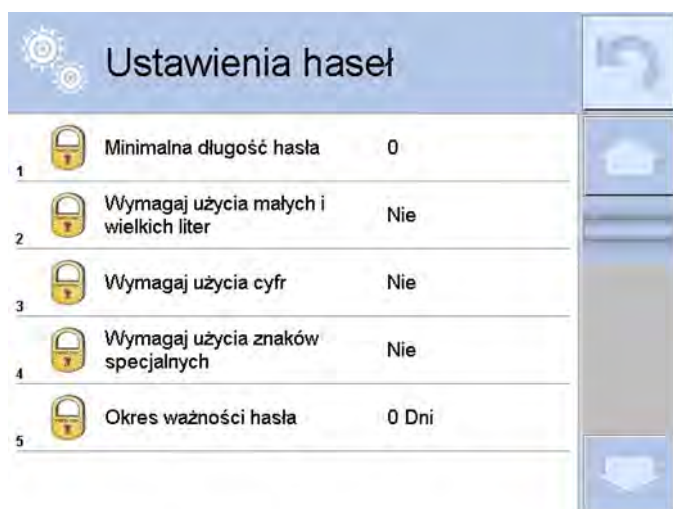 Ustawienia haseł
Minimalna długość hasła 0
1
Wymagaj użycia małych i
wielkich liter Nie
2
Wymagaj użycia cyfr Nie
3
Wymagaj użycia znaków
specjalnych Nie
4
Okres ważności hasła 0 Dni
5